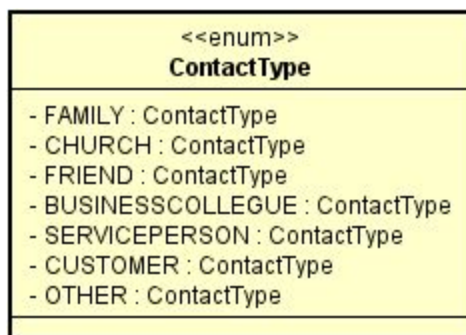 <<enum>>
ContactType
- FAMILY : ContactType
- CHURCH : ContactType
- FRIEND : ContactType
- BUSINESSCOLLEGUE : ContactType
- SERVICEPERSON : ContactType
- CUSTOMER : ContactType
- OTHER : ContactType